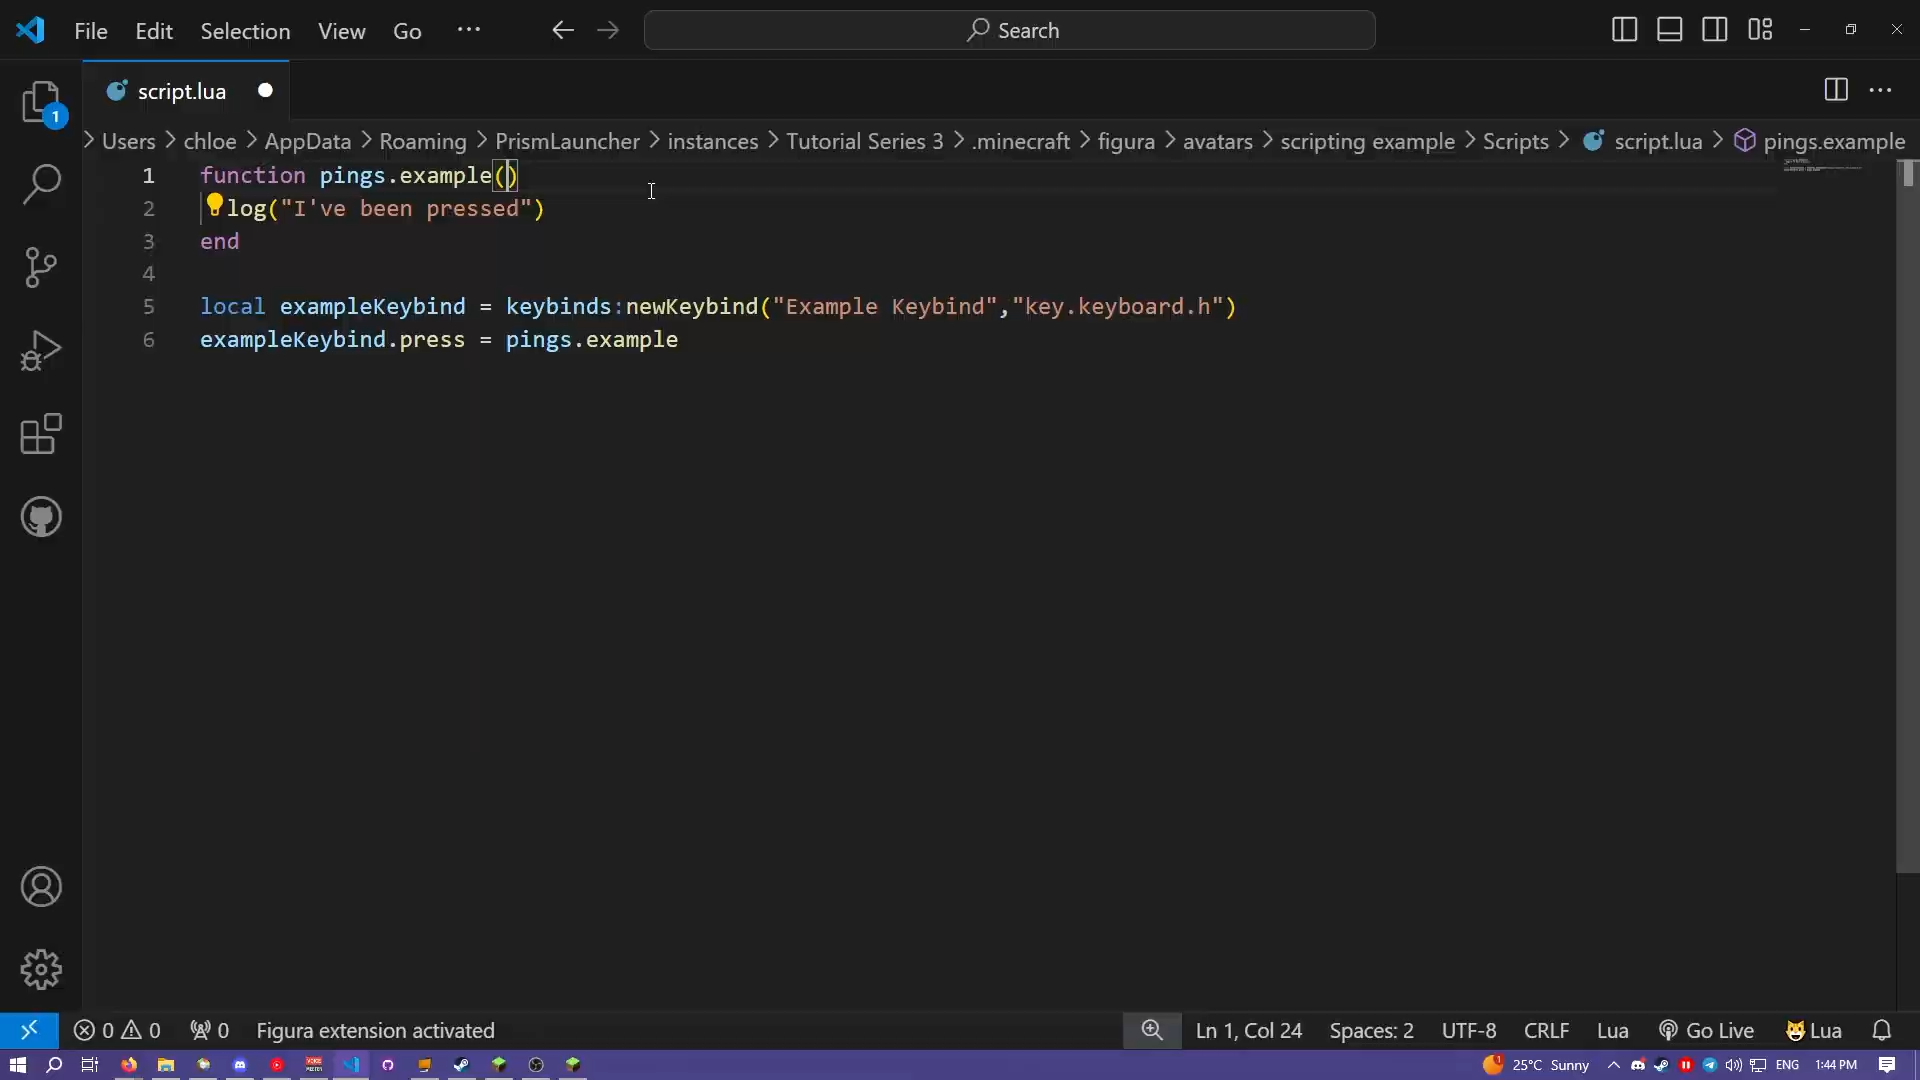 File Edit Selection View Go ··· Search
script.lua
1
> Users > chloe > AppData > Roaming > PrismLauncher > instances > Tutorial Series 3 > .minecraft > figura > avatars > scripting example > Scripts > script.lua > pings.example
1 function pings.example()
2 log("I've been pressed")
3 end
4
5 local exampleKeybind = keybinds:newKeybind("Example Keybind","key.keyboard.h")
6 exampleKeybind.press = pings.example
0 0 0 Figura extension activated Ln 1, Col 24 Spaces: 2 UTF-8 CRLF Lua Go Live Lua
25°C Sunny ENG 1:44 PM